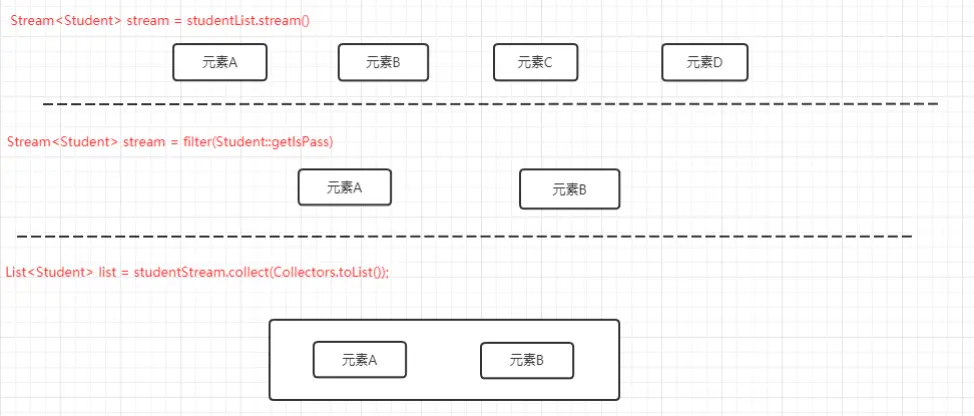 Stream<Student> stream = studentList.stream()
元素A 元素B 元素C 元素D
Stream<Student> stream = filter(Student::getIsPass)
元素A 元素B
List<Student> list = studentStream.collect(Collectors.toList());
元素A 元素B